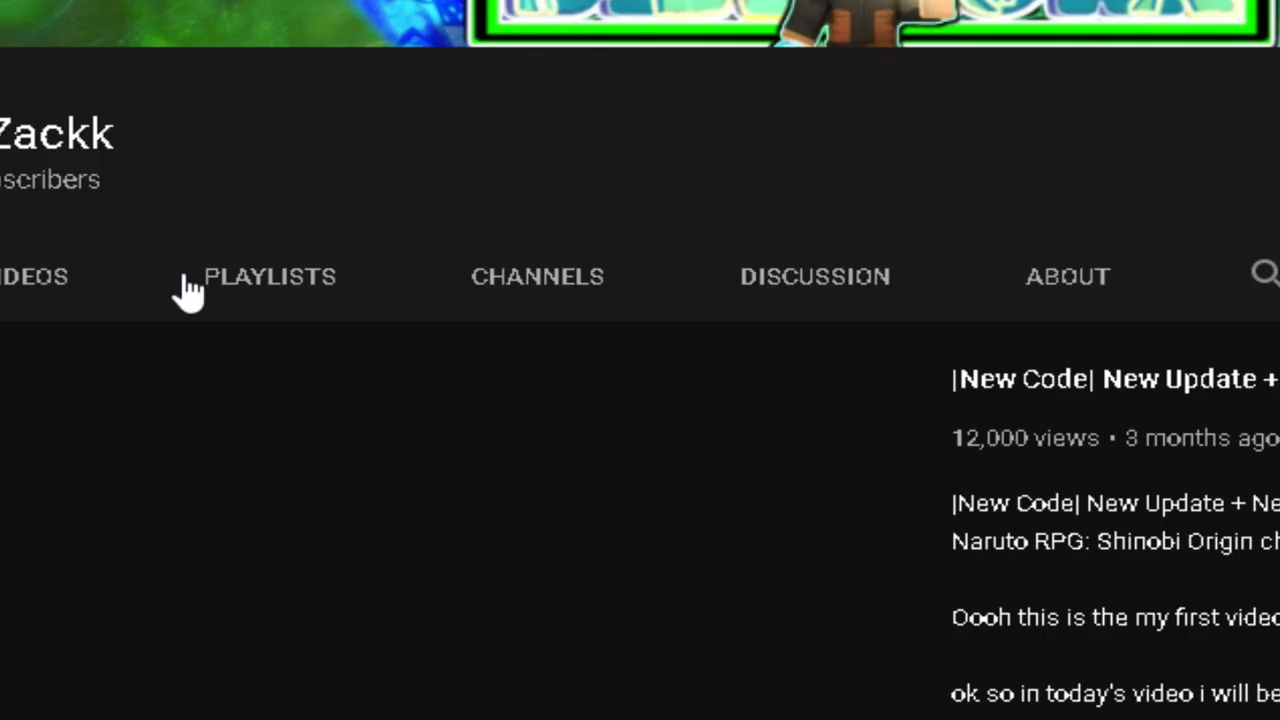 Zackk
scribers
IDEOS PLAYLISTS CHANNELS DISCUSSION ABOUT
|New Code| New Update +
12,000 views • 3 months ago
|New Code| New Update + Ne
Naruto RPG: Shinobi Origin ch
Oooh this is the my first video
ok so in today's video i will be